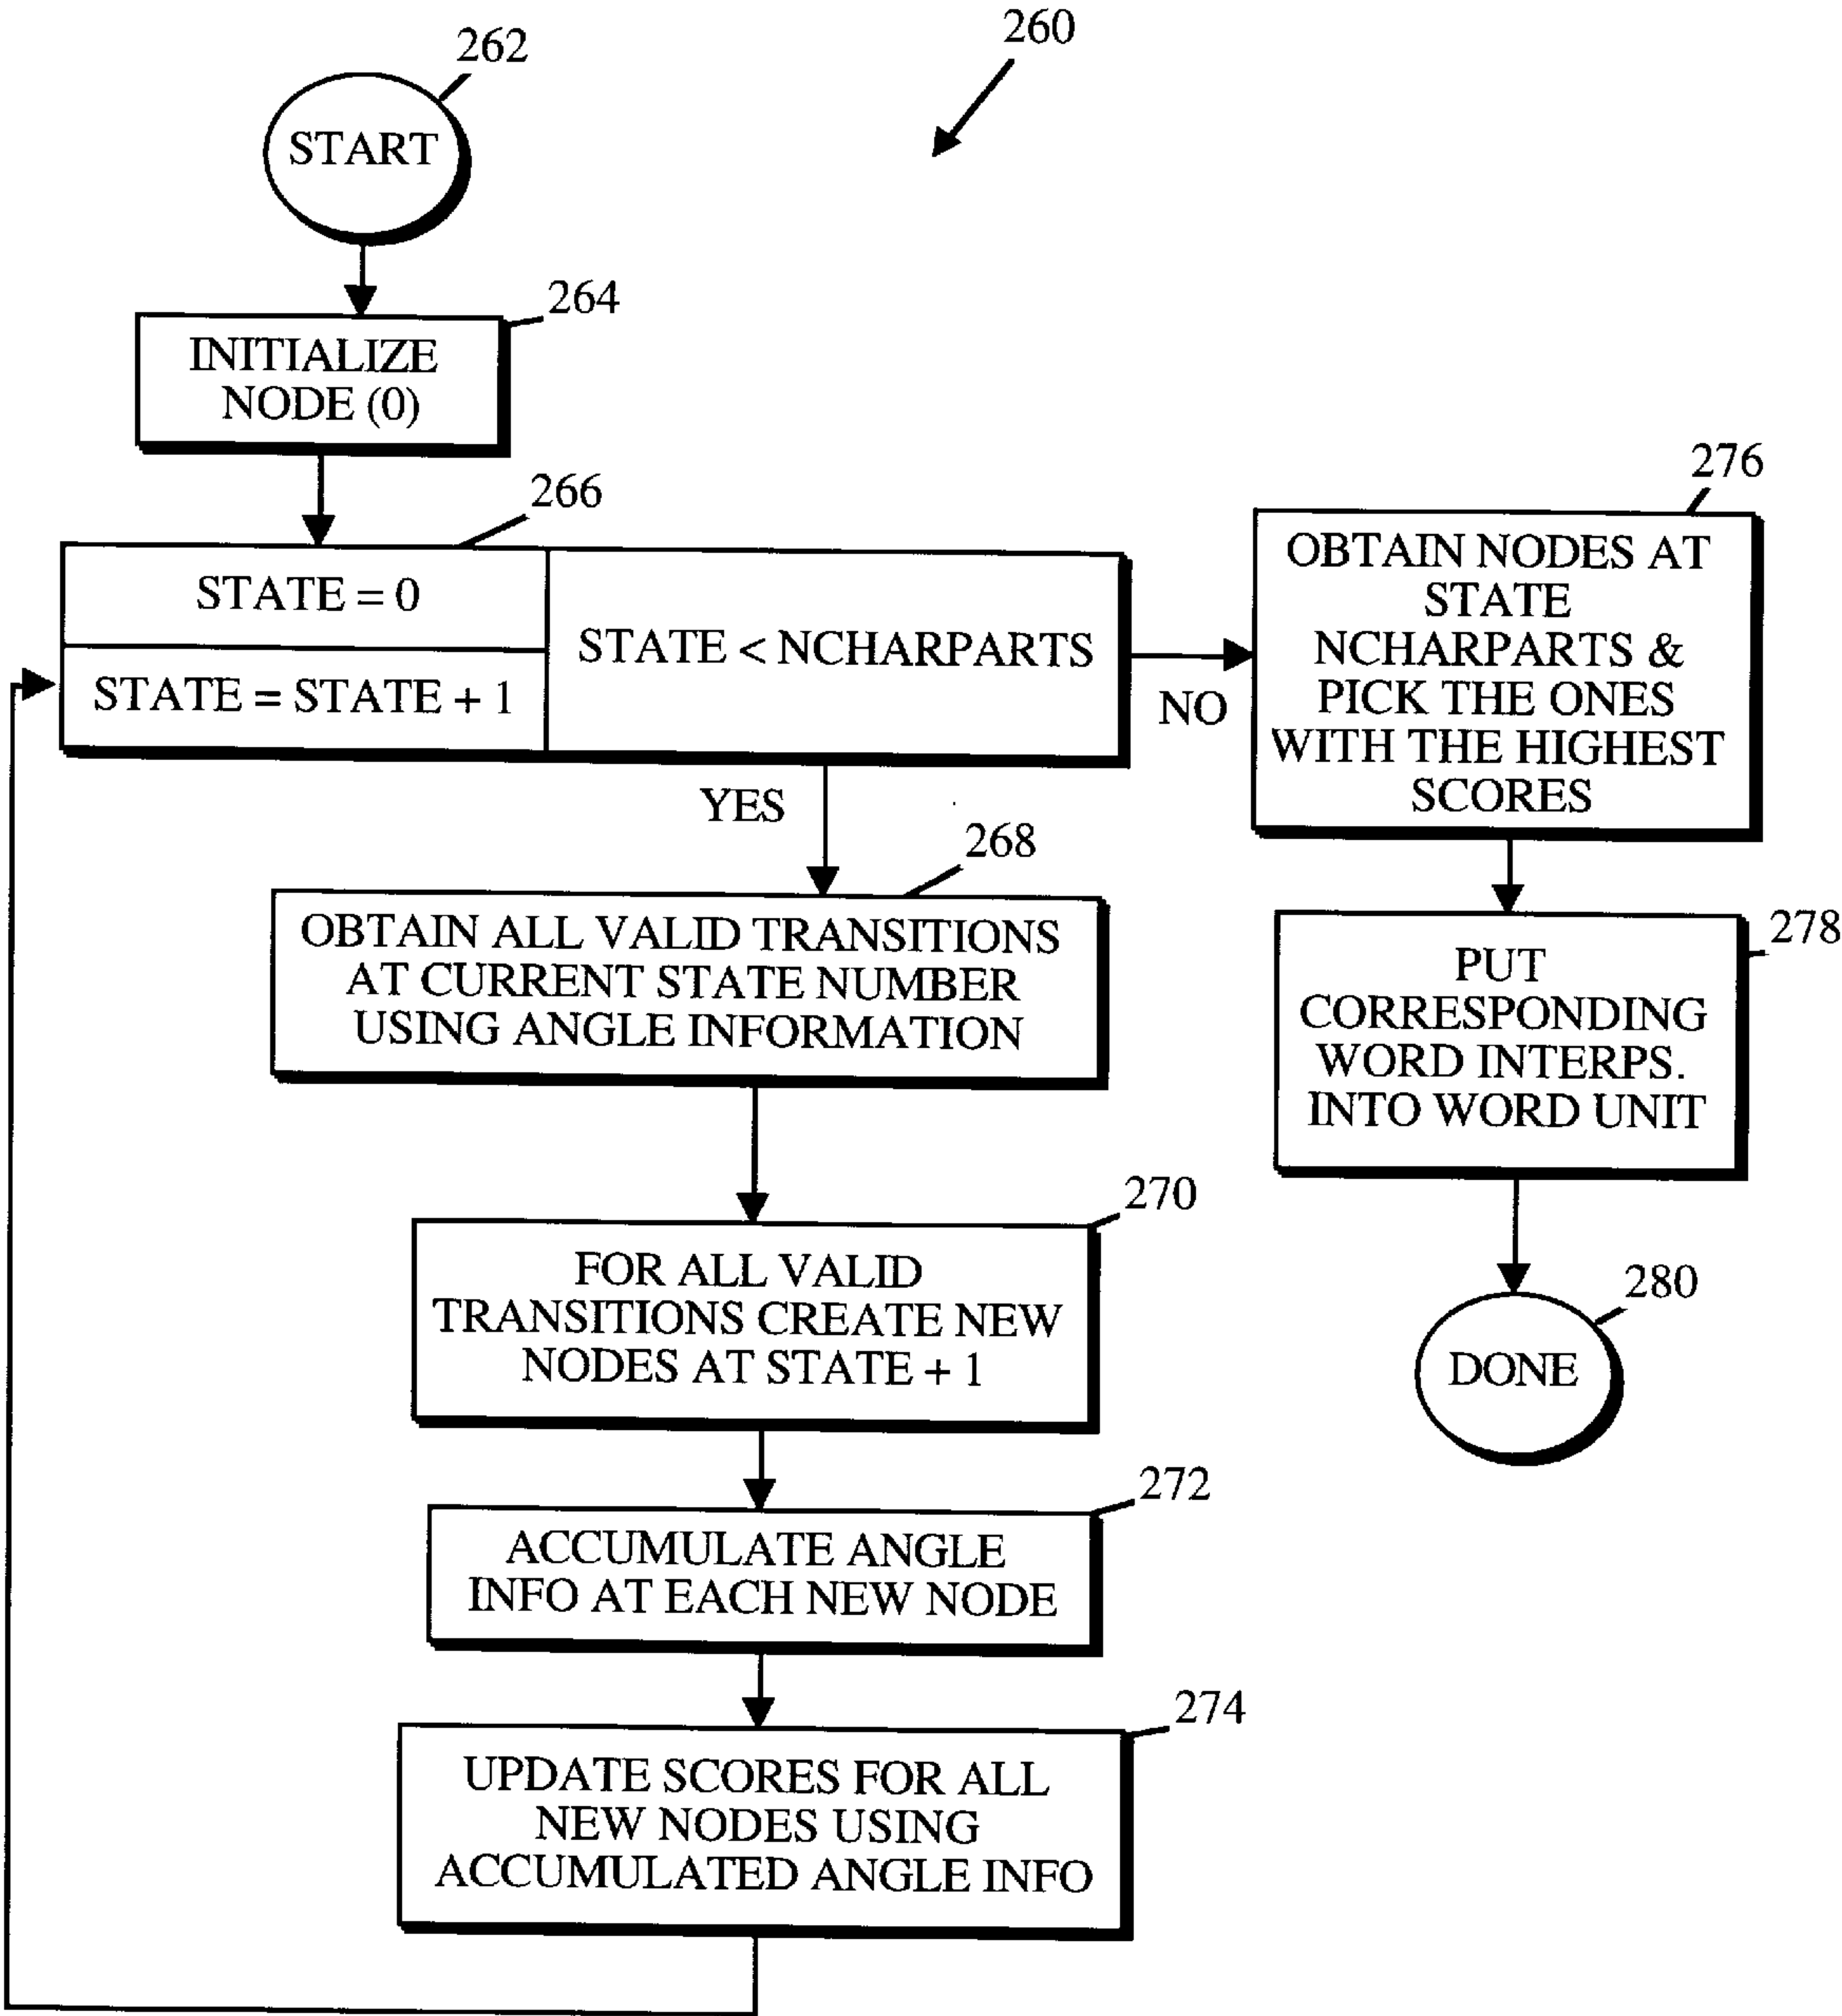 260
262
START
264
INITIALIZE
NODE (0)
266
STATE = 0
STATE = STATE + 1
STATE < NCHARPARTS
NO
YES
276
OBTAIN NODES AT
STATE
NCHARPARTS &
PICK THE ONES
WITH THE HIGHEST
SCORES
268
OBTAIN ALL VALID TRANSITIONS
AT CURRENT STATE NUMBER
USING ANGLE INFORMATION
278
PUT
CORRESPONDING
WORD INTERPS.
INTO WORD UNIT
270
FOR ALL VALID
TRANSITIONS CREATE NEW
NODES AT STATE + 1
280
DONE
272
ACCUMULATE ANGLE
INFO AT EACH NEW NODE
274
UPDATE SCORES FOR ALL
NEW NODES USING
ACCUMULATED ANGLE INFO